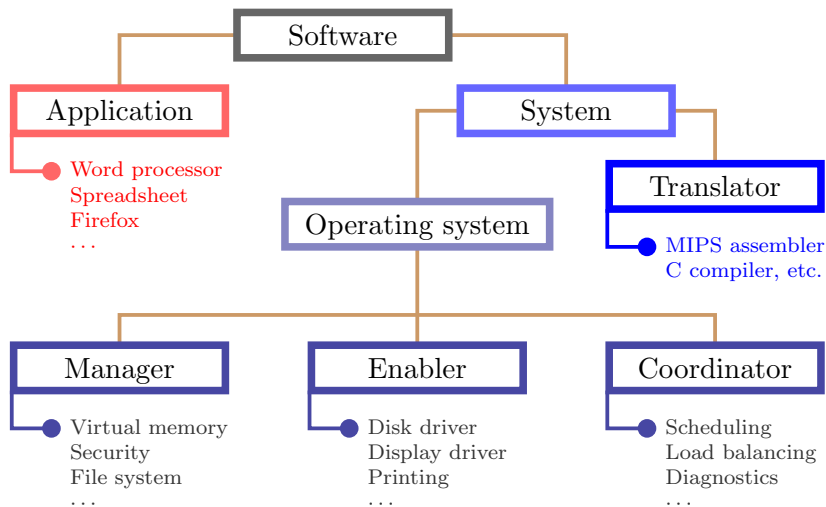 Software
Application
System
Word processor
Spreadsheet
Firefox
...
Translator
Operating system
MIPS assembler
C compiler, etc.
Manager
Enabler
Coordinator
Virtual memory
Security
File system
...
Disk driver
Display driver
Printing
...
Scheduling
Load balancing
Diagnostics
...